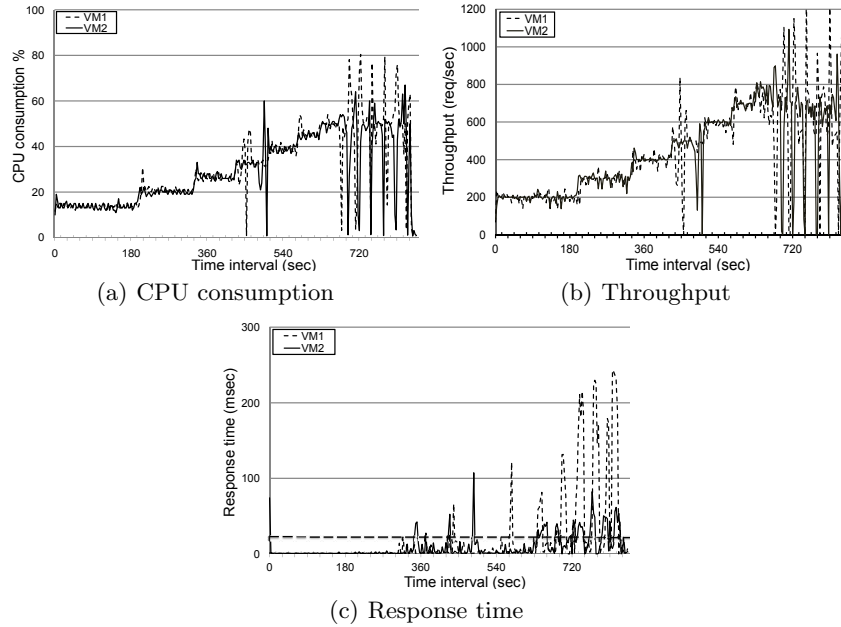 VM1
VM2
CPU consumption %
100
80
60
40
20
0
0 180 360 540 720
Time interval (sec)
(a) CPU consumption
VM1
VM2
Throughput (req/sec)
1200
1000
800
600
400
200
0
0 180 360 540 720
Time interval (sec)
(b) Throughput
VM1
VM2
Response time (msec)
300
200
100
0
0 180 360 540 720
Time interval (sec)
(c) Response time